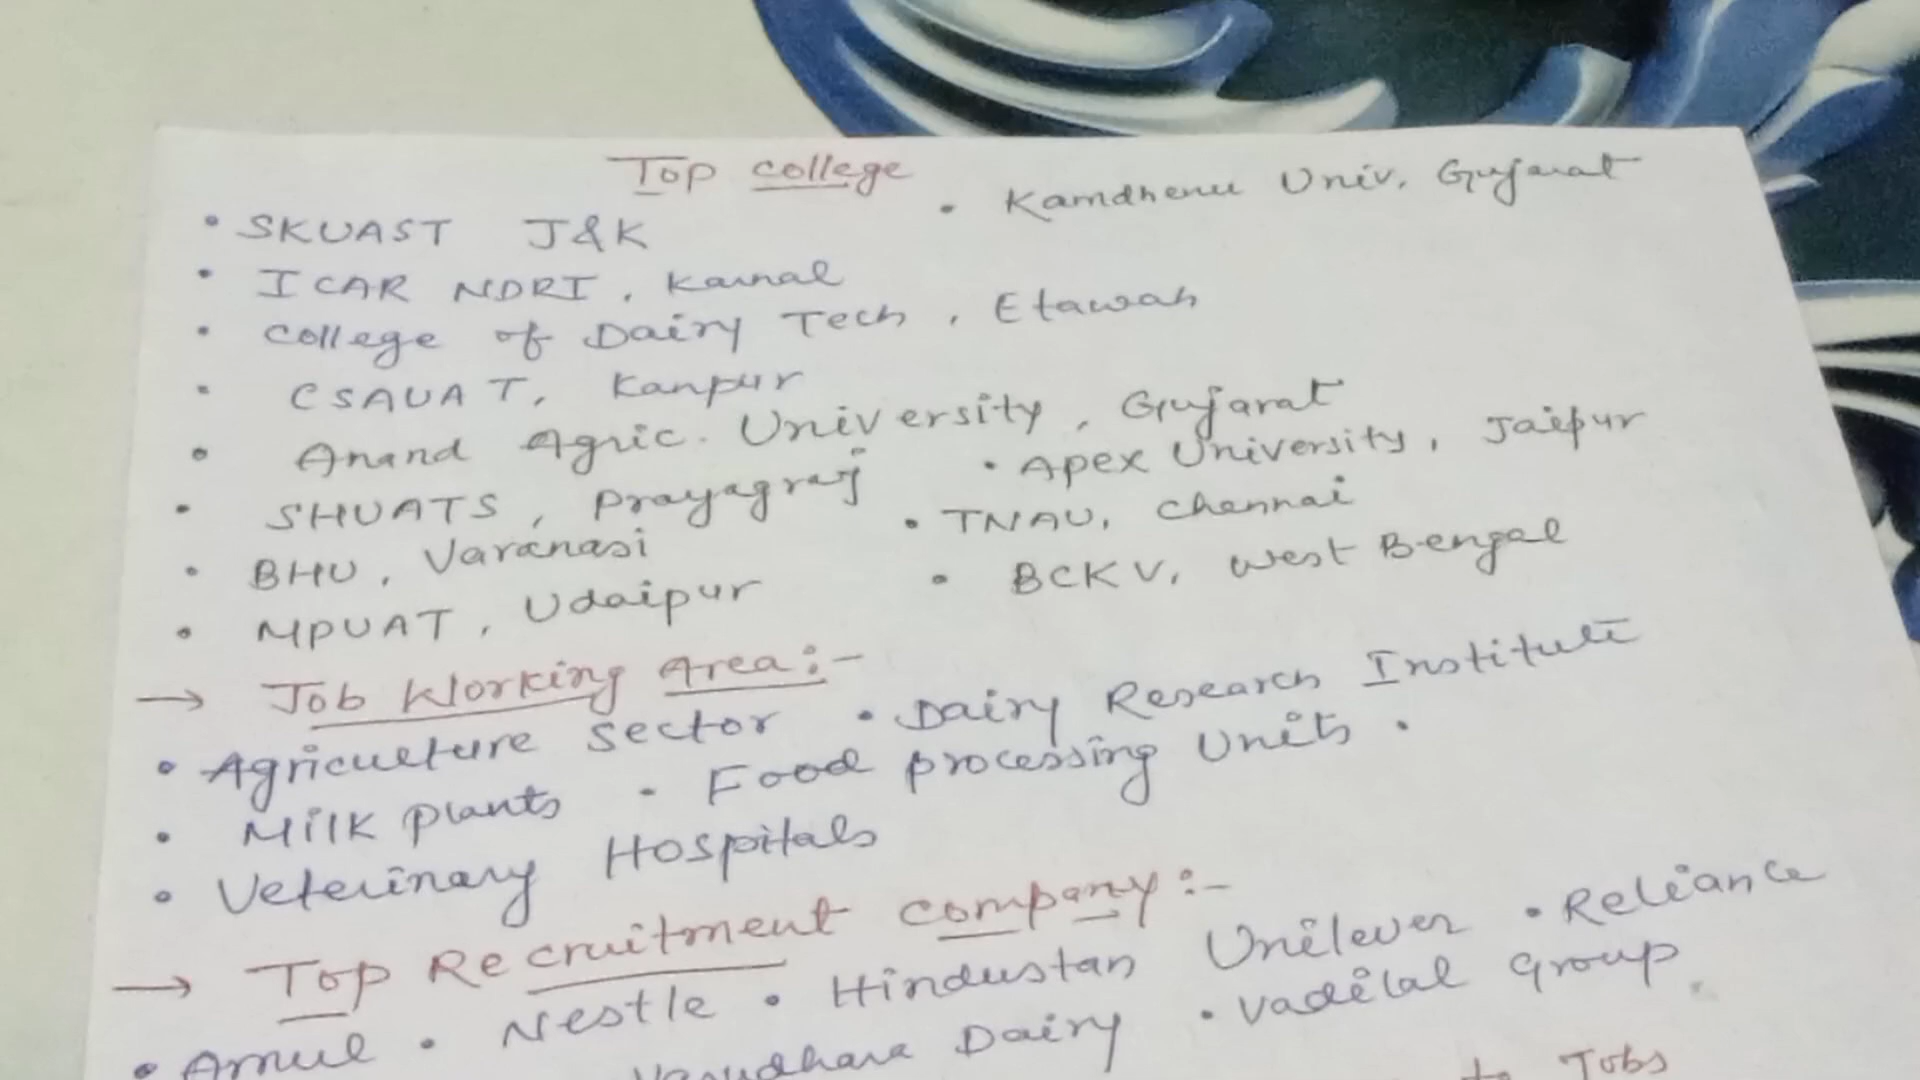 Top college
• SKUAST J&K • Kamdhenu Univ. Gujarat
• ICAR NDRI, Karnal
• College of Dairy Tech, Etawah
• CSAUAT, Kanpur
• Anand Agric. University, Gujarat
• SHUATS, Prayagraj • Apex University, Jaipur
• BHU, Varanasi • TNAU, Chennai
• MPUAT, Udaipur • BCKV, West Bengal
→ Job Working Area:-
• Agriculture Sector • Dairy Research Institute
• Milk plants • Food processing Units •
• Veterinary Hospitals
→ Top Recruitment Company:-
• Amul • Nestle • Hindustan Unilever • Reliance
Vasudhara Dairy • Vadilal Group
to Jobs